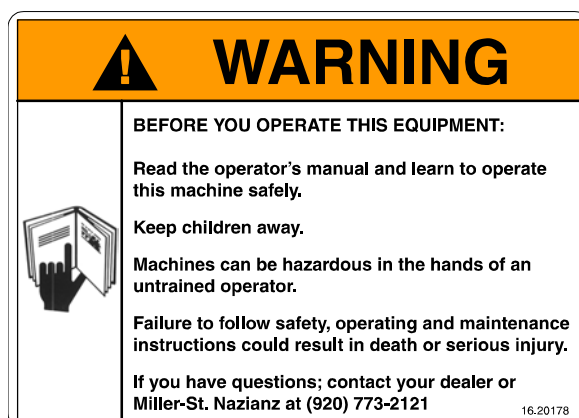 WARNING
BEFORE YOU OPERATE THIS EQUIPMENT:
Read the operator's manual and learn to operate
this machine safely.
Keep children away.
Machines can be hazardous in the hands of an
untrained operator.
Failure to follow safety, operating and maintenance
instructions could result in death or serious injury.
If you have questions; contact your dealer or
Miller-St. Nazianz at (920) 773-2121
16.20178